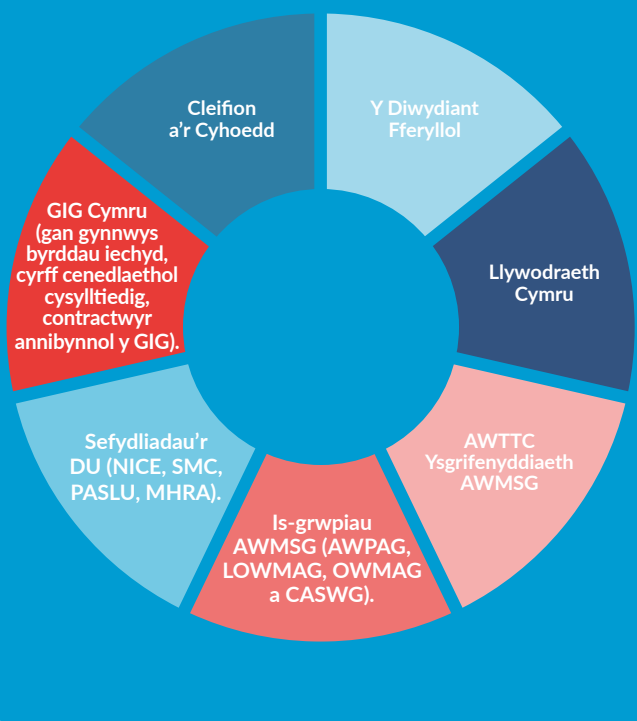 Cleifion
a'r Cyhoedd
Y Diwydiant
Fferyllol
Llywodraeth
Cymru
AWTTC
Ysgrifenyddiaeth
AWMSG
Is-grwpiau
AWMSG (AWPAG,
LOWMAG, OWMAG
a CASWG).
Sefydliadau'r
DU (NICE, SMC,
PASLU, MHRA).
GIG Cymru
(gan gynnwys
byrddau iechyd,
cyrff cenedlaethol
cysylltiedig,
contractwyr
annibynnol y GIG).